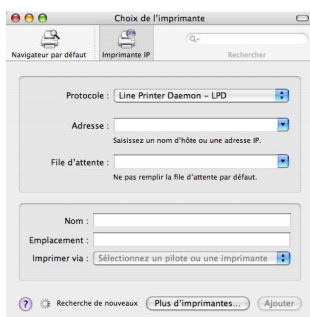 Choix de l'imprimante
Navigateur par défaut
Imprimante IP
Rechercher
Protocole : Line Printer Daemon – LPD
Adresse :
Saisissez un nom d'hôte ou une adresse IP.
File d'attente :
Ne pas remplir la file d'attente par défaut.
Nom :
Emplacement :
Imprimer via : Sélectionnez un pilote ou une imprimante
? Recherche de nouveaux Plus d'imprimantes... Ajouter